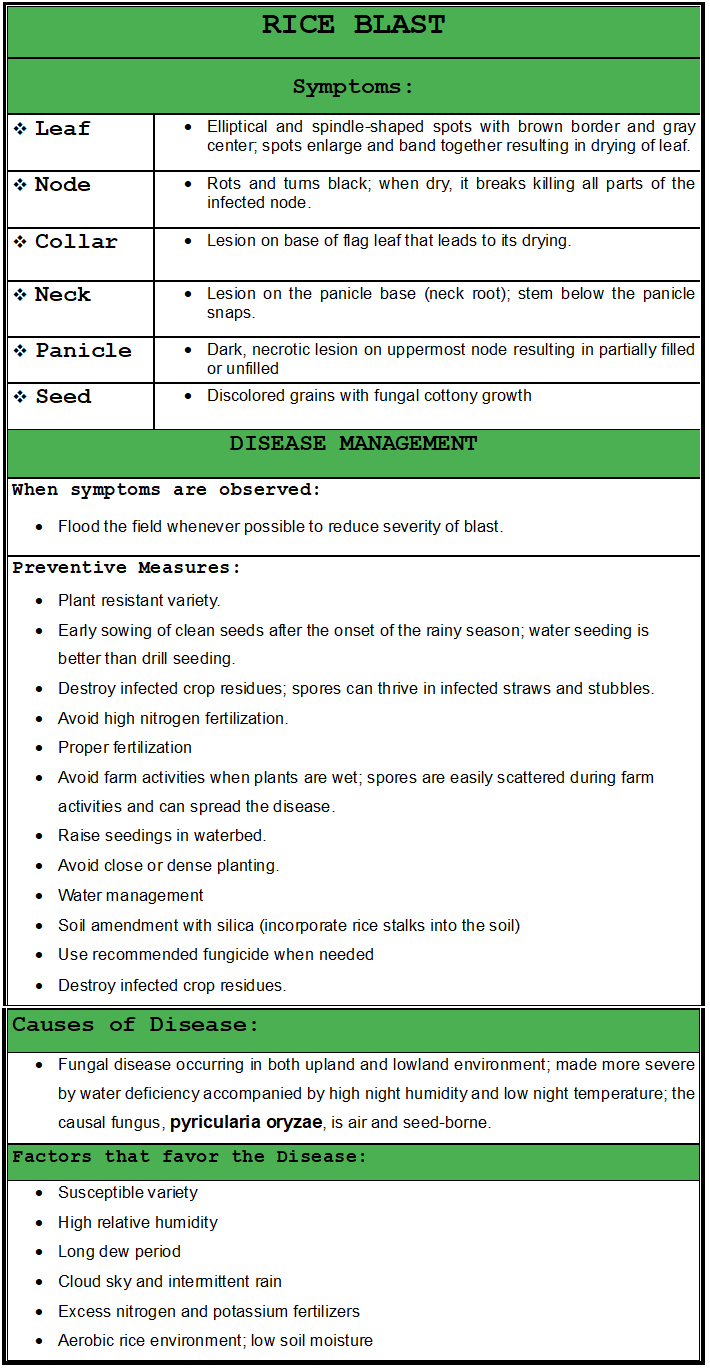 RICE BLAST
Symptoms:
❖ Leaf
• Elliptical and spindle-shaped spots with brown border and gray
center; spots enlarge and band together resulting in drying of leaf.
❖ Node
• Rots and turns black; when dry, it breaks killing all parts of the
infected node.
❖ Collar
• Lesion on base of flag leaf that leads to its drying.
❖ Neck
• Lesion on the panicle base (neck root); stem below the panicle
snaps.
❖ Panicle
• Dark, necrotic lesion on uppermost node resulting in partially filled
or unfilled
❖ Seed
• Discolored grains with fungal cottony growth
DISEASE MANAGEMENT
When symptoms are observed:
• Flood the field whenever possible to reduce severity of blast.
Preventive Measures:
• Plant resistant variety.
• Early sowing of clean seeds after the onset of the rainy season; water seeding is
better than drill seeding.
• Destroy infected crop residues; spores can thrive in infected straws and stubbles.
• Avoid high nitrogen fertilization.
• Proper fertilization
• Avoid farm activities when plants are wet; spores are easily scattered during farm
activities and can spread the disease.
• Raise seedings in waterbed.
• Avoid close or dense planting.
• Water management
• Soil amendment with silica (incorporate rice stalks into the soil)
• Use recommended fungicide when needed
• Destroy infected crop residues.
Causes of Disease:
• Fungal disease occurring in both upland and lowland environment; made more severe
by water deficiency accompanied by high night humidity and low night temperature; the
causal fungus, pyricularia oryzae, is air and seed-borne.
Factors that favor the Disease:
• Susceptible variety
• High relative humidity
• Long dew period
• Cloud sky and intermittent rain
• Excess nitrogen and potassium fertilizers
• Aerobic rice environment; low soil moisture